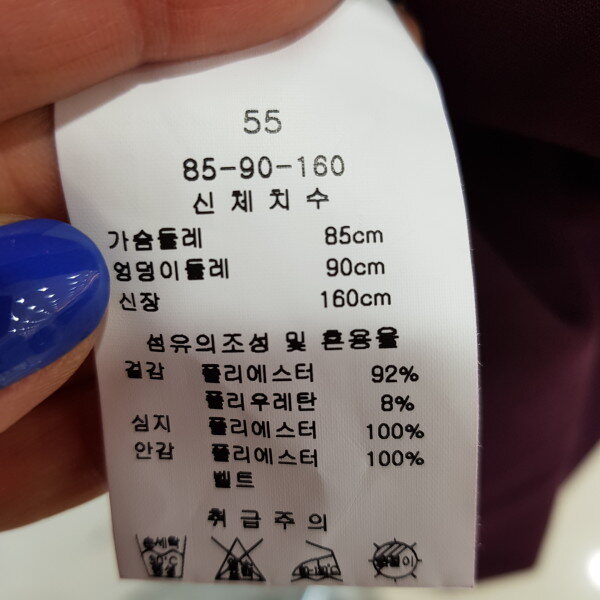 55
85-90-160
신체치수
가슴둘레 85cm
엉덩이둘레 90cm
신장 160cm
섬유의조성 및 혼용율
겉감 폴리에스터 92%
폴리우레탄 8%
심지 폴리에스터 100%
안감 폴리에스터 100%
벨트
취급주의
손세탁